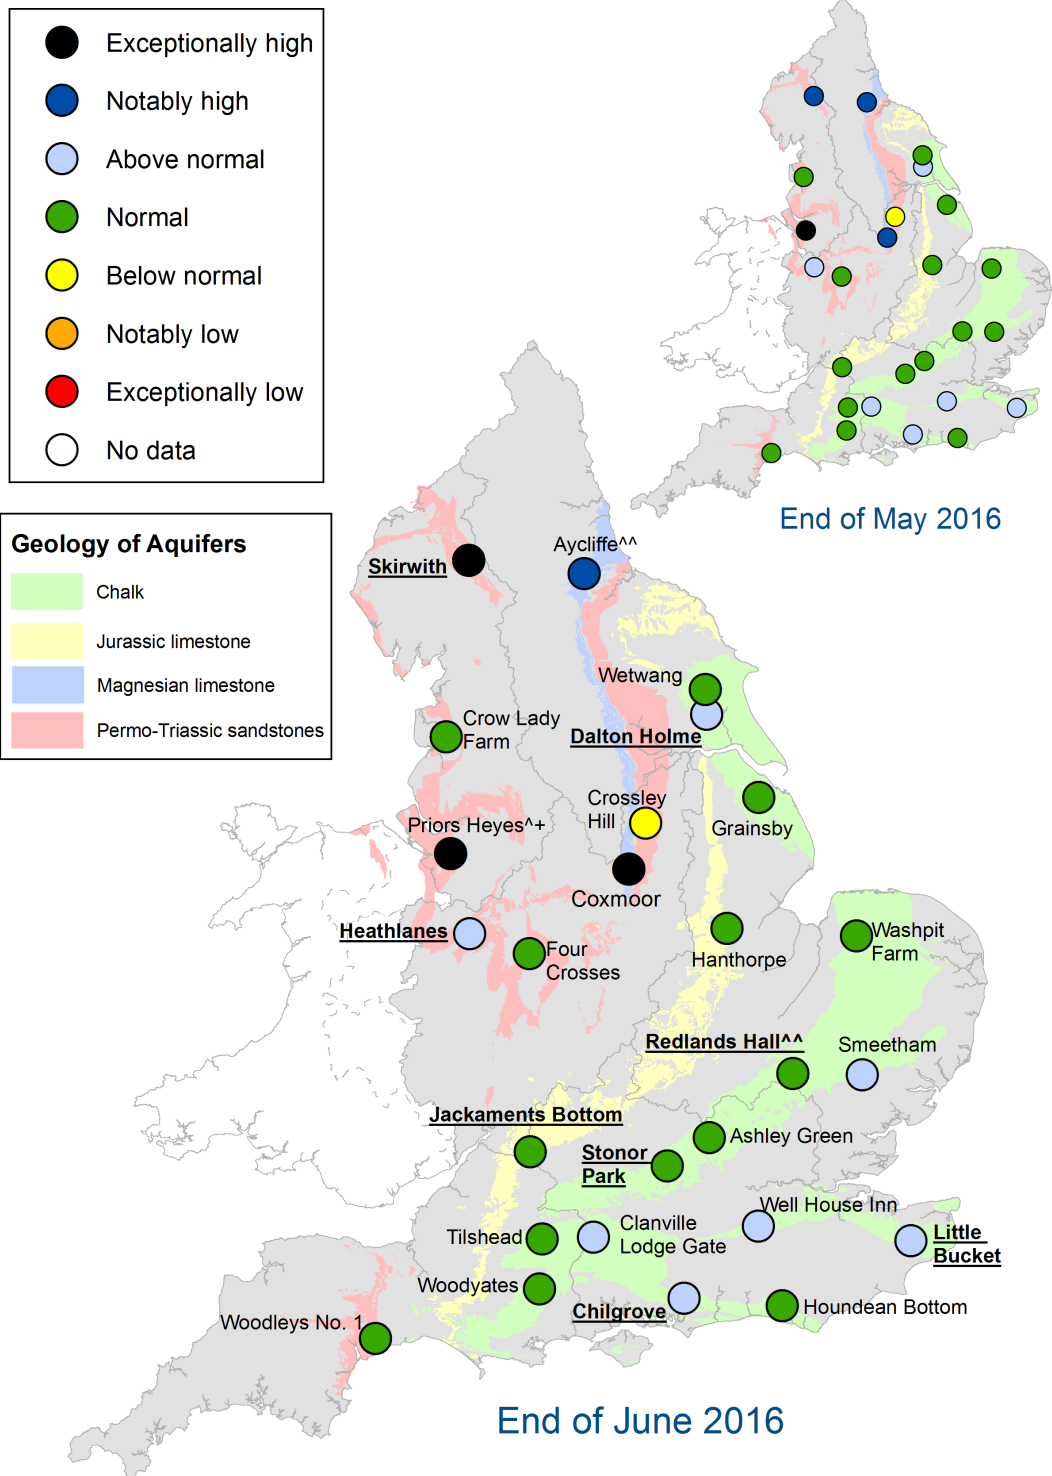 Exceptionally high
Notably high
Above normal
Normal
Below normal
Notably low
Exceptionally low
No data
End of May 2016
Geology of Aquifers
Chalk
Jurassic limestone
Magnesian limestone
Permo-Triassic sandstones
Aycliffe^^
Skirwith
Wetwang
Crow Lady
Farm
Dalton Holme
Crossley
Hill
Priors Heyes^+
Grainsby
Coxmoor
Heathlanes
Four
Crosses
Hanthorpe
Washpit
Farm
Redlands Hall^^
Smeetham
Jackaments Bottom
Ashley Green
Stonor
Park
Well House Inn
Clanville
Lodge Gate
Tilshead
Little
Bucket
Woodyates
Chilgrove
Houndean Bottom
Woodleys No. 1
End of June 2016